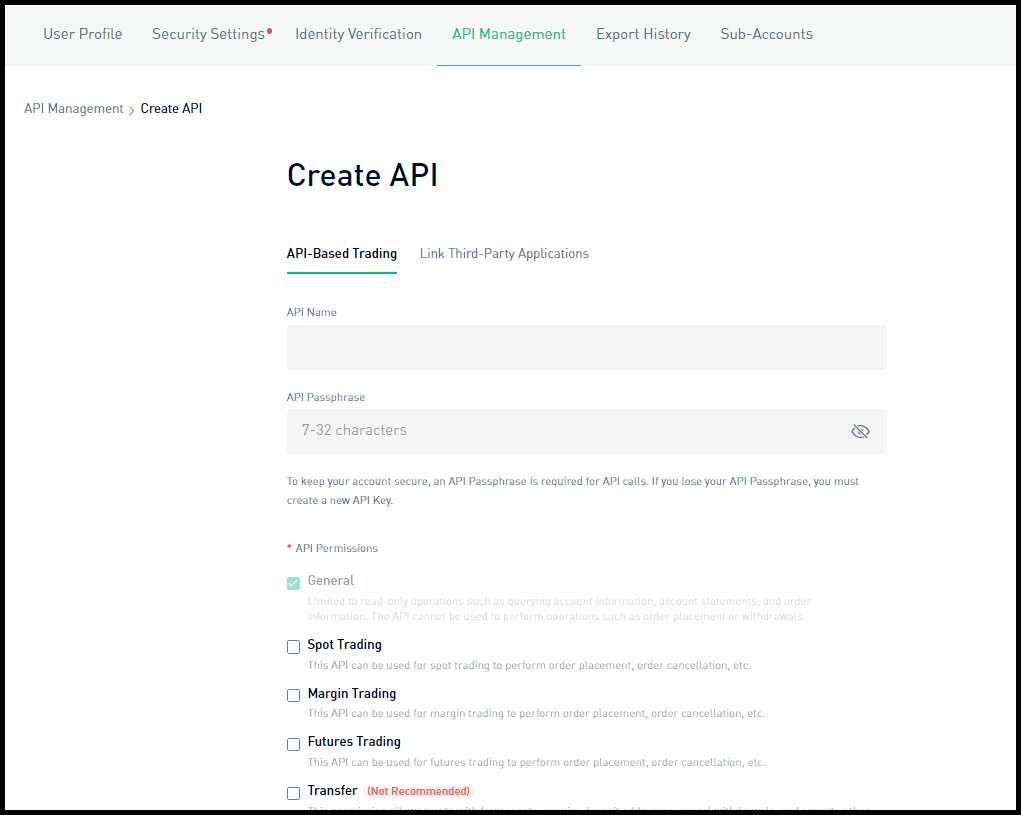 User Profile Security Settings Identity Verification API Management Export History Sub-Accounts
API Management > Create API
Create API
API-Based Trading Link Third-Party Applications
API Name
API Passphrase
7-32 characters
To keep your account secure, an API Passphrase is required for API calls. If you lose your API Passphrase, you must
create a new API Key.
* API Permissions
General
Limited to read-only operations such as querying account information, account statements, and order
information. The API cannot be used to perform operations such as order placement or withdrawals.
Spot Trading
This API can be used for spot trading to perform order placement, order cancellation, etc.
Margin Trading
This API can be used for margin trading to perform order placement, order cancellation, etc.
Futures Trading
This API can be used for futures trading to perform order placement, order cancellation, etc.
Transfer (Not Recommended)